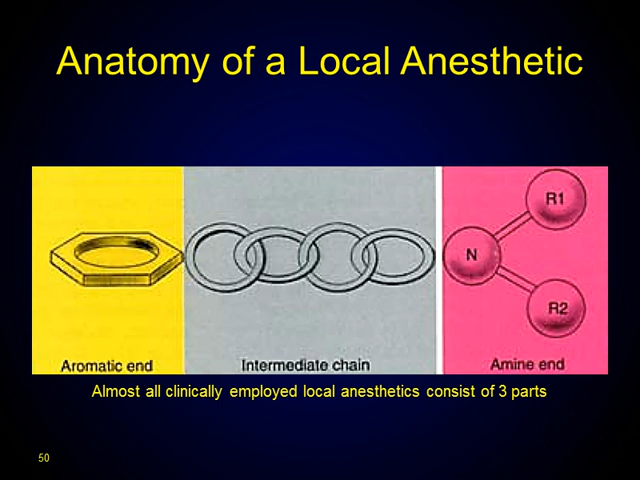 Anatomy of a Local Anesthetic
R1
N
R2
Aromatic end
Intermediate chain
Amine end
Almost all clinically employed local anesthetics consist of 3 parts
50